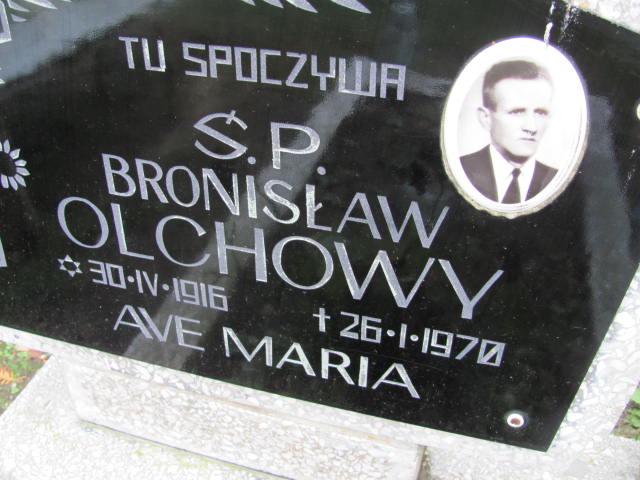 TU SPOCZYWA
Ś.P.
BRONISŁAW
OLCHOWY
✡ 30·IV·1916
† 26·I·1970
AVE MARIA